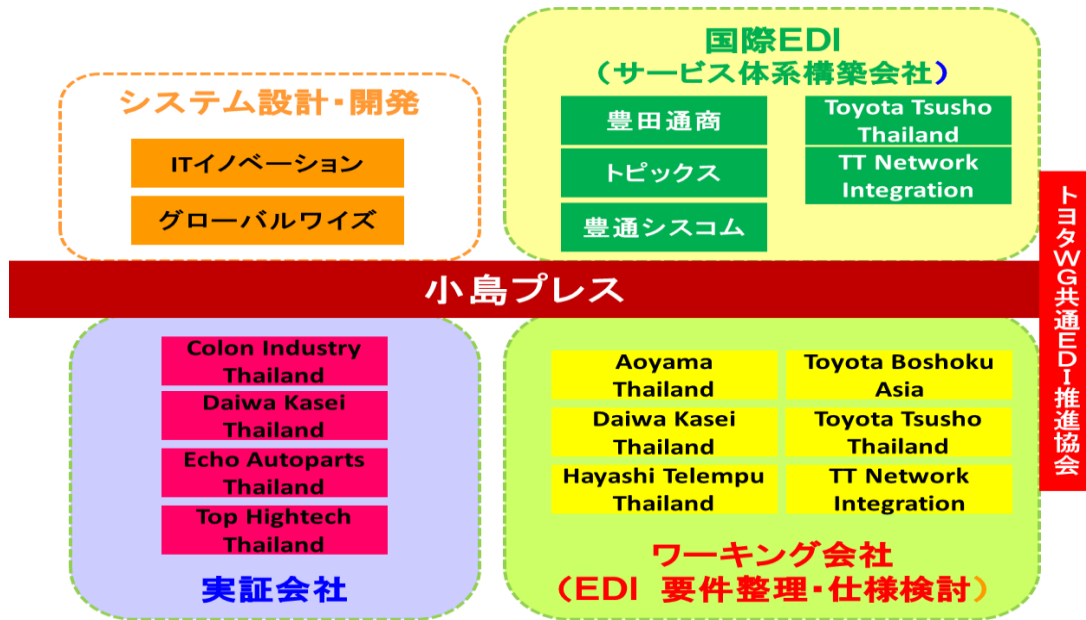 システム設計・開発
ITイノベーション
グローバルワイズ
国際EDI
（サービス体系構築会社）
豊田通商
トピックス
豊通シスコム
Toyota Tsusho
Thailand
TT Network
Integration
小島プレス
トヨタWG共通EDI推進協会
Colon Industry
Thailand
Daiwa Kasei
Thailand
Echo Autoparts
Thailand
Top Hightech
Thailand
実証会社
Aoyama
Thailand
Daiwa Kasei
Thailand
Hayashi Telempu
Thailand
Toyota Boshoku
Asia
Toyota Tsusho
Thailand
TT Network
Integration
ワーキング会社
（EDI 要件整理・仕様検討）